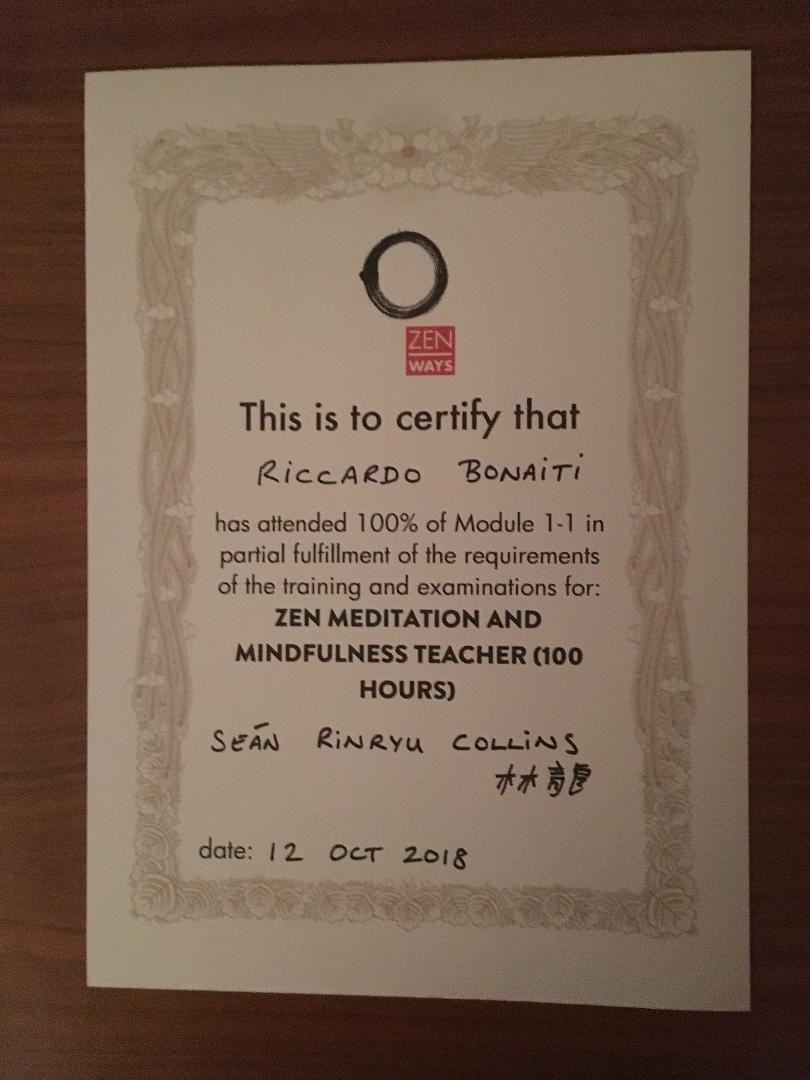 ZEN
WAYS
This is to certify that
RiCCARDO BONAiTi
has attended 100% of Module 1-1 in
partial fulfillment of the requirements
of the training and examinations for:
ZEN MEDITATION AND
MINDFULNESS TEACHER (100
HOURS)
SEÁN RiNRYU COLLiNS
林龍
date: 12 OCT 2018